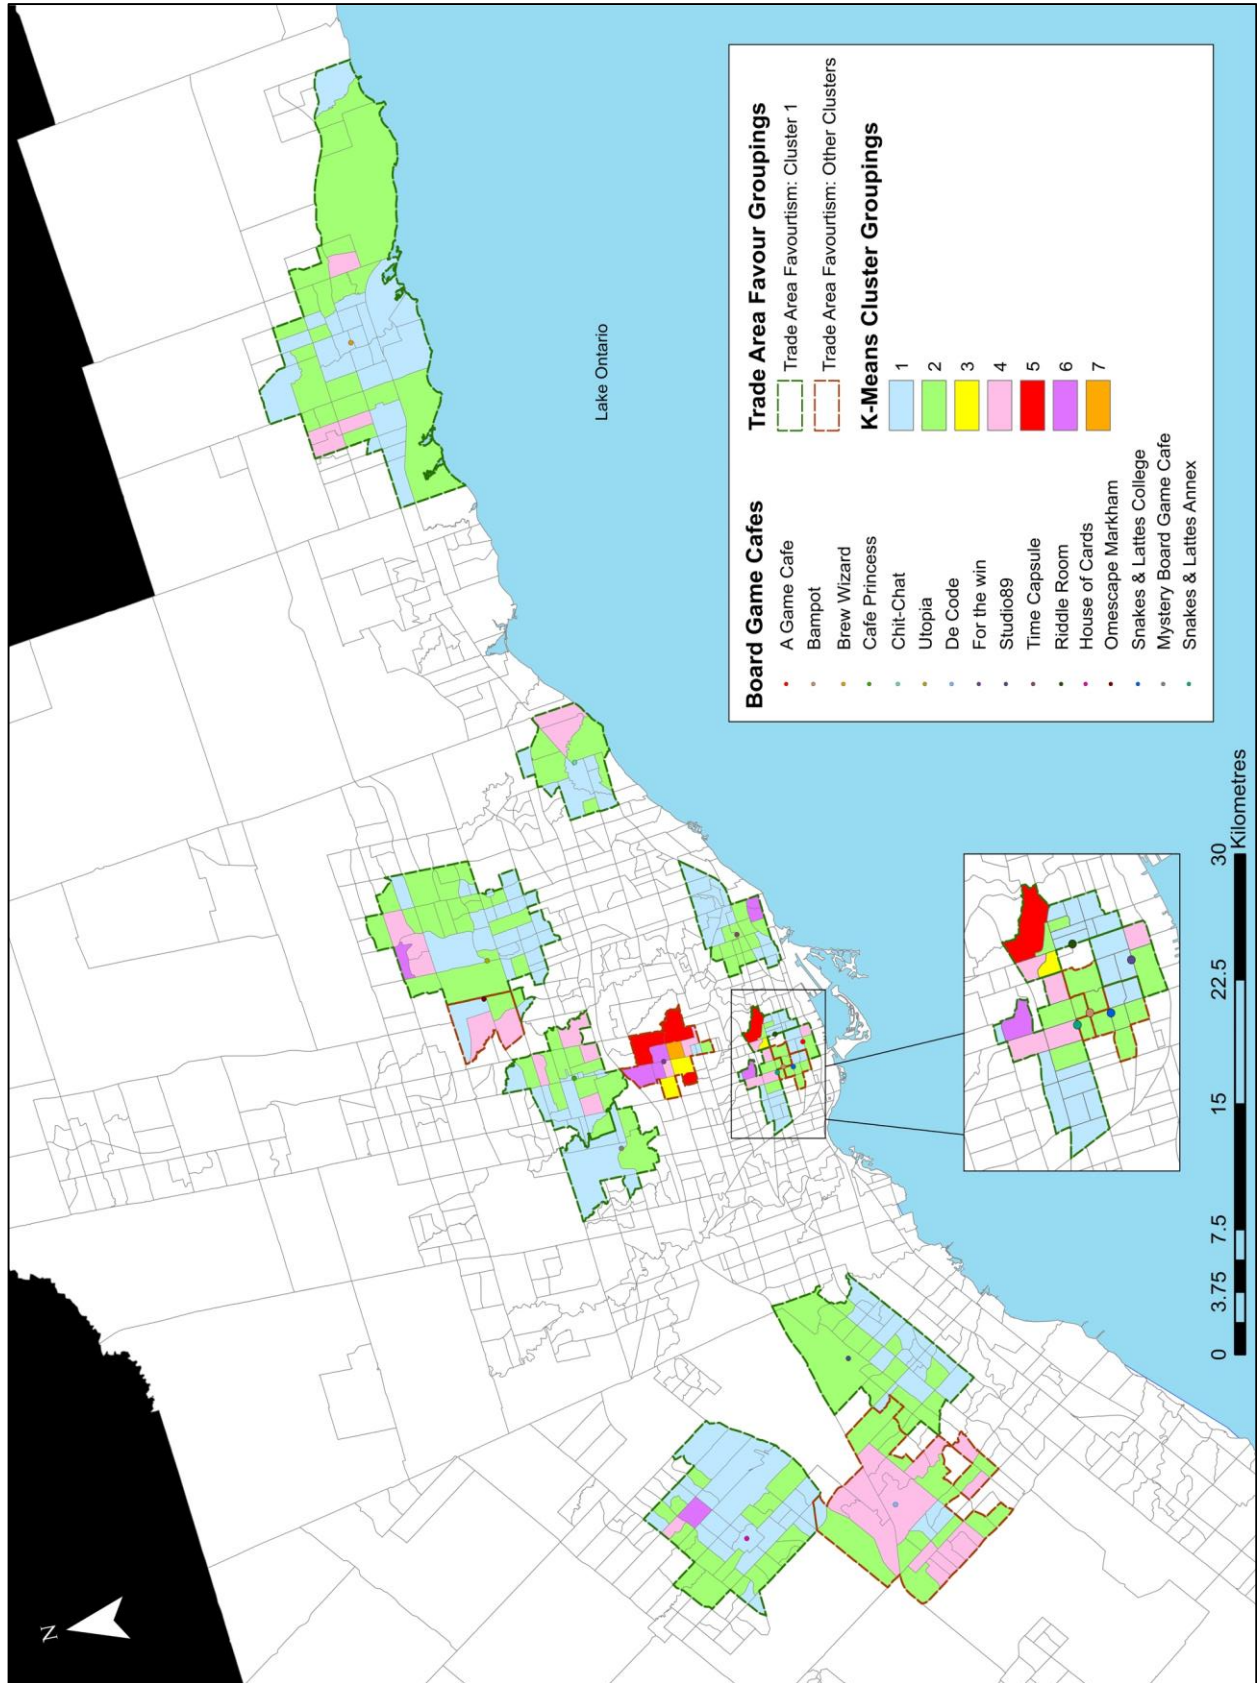 N
Lake Ontario
Board Game Cafes
A Game Cafe
Bampot
Brew Wizard
Cafe Princess
Chit-Chat
Utopia
De Code
For the win
Studio89
Time Capsule
Riddle Room
House of Cards
Omescape Markham
Snakes & Lattes College
Mystery Board Game Cafe
Snakes & Lattes Annex
Trade Area Favour Groupings
Trade Area Favourtism: Cluster 1
Trade Area Favourtism: Other Clusters
K-Means Cluster Groupings
1
2
3
4
5
6
7
0 3.75 7.5 15 22.5 30
Kilometres